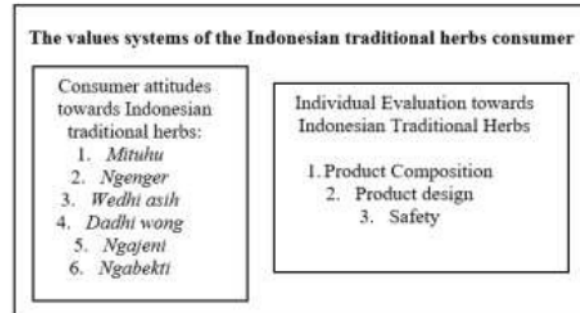 The values systems of the Indonesian traditional herbs consumer
Consumer attitudes
towards Indonesian
traditional herbs:
1. Mituhu
2. Ngenger
3. Wedhi asih
4. Dadhi wong
5. Ngajeni
6. Ngabekti
Individual Evaluation towards
Indonesian Traditional Herbs
1. Product Composition
2. Product design
3. Safety